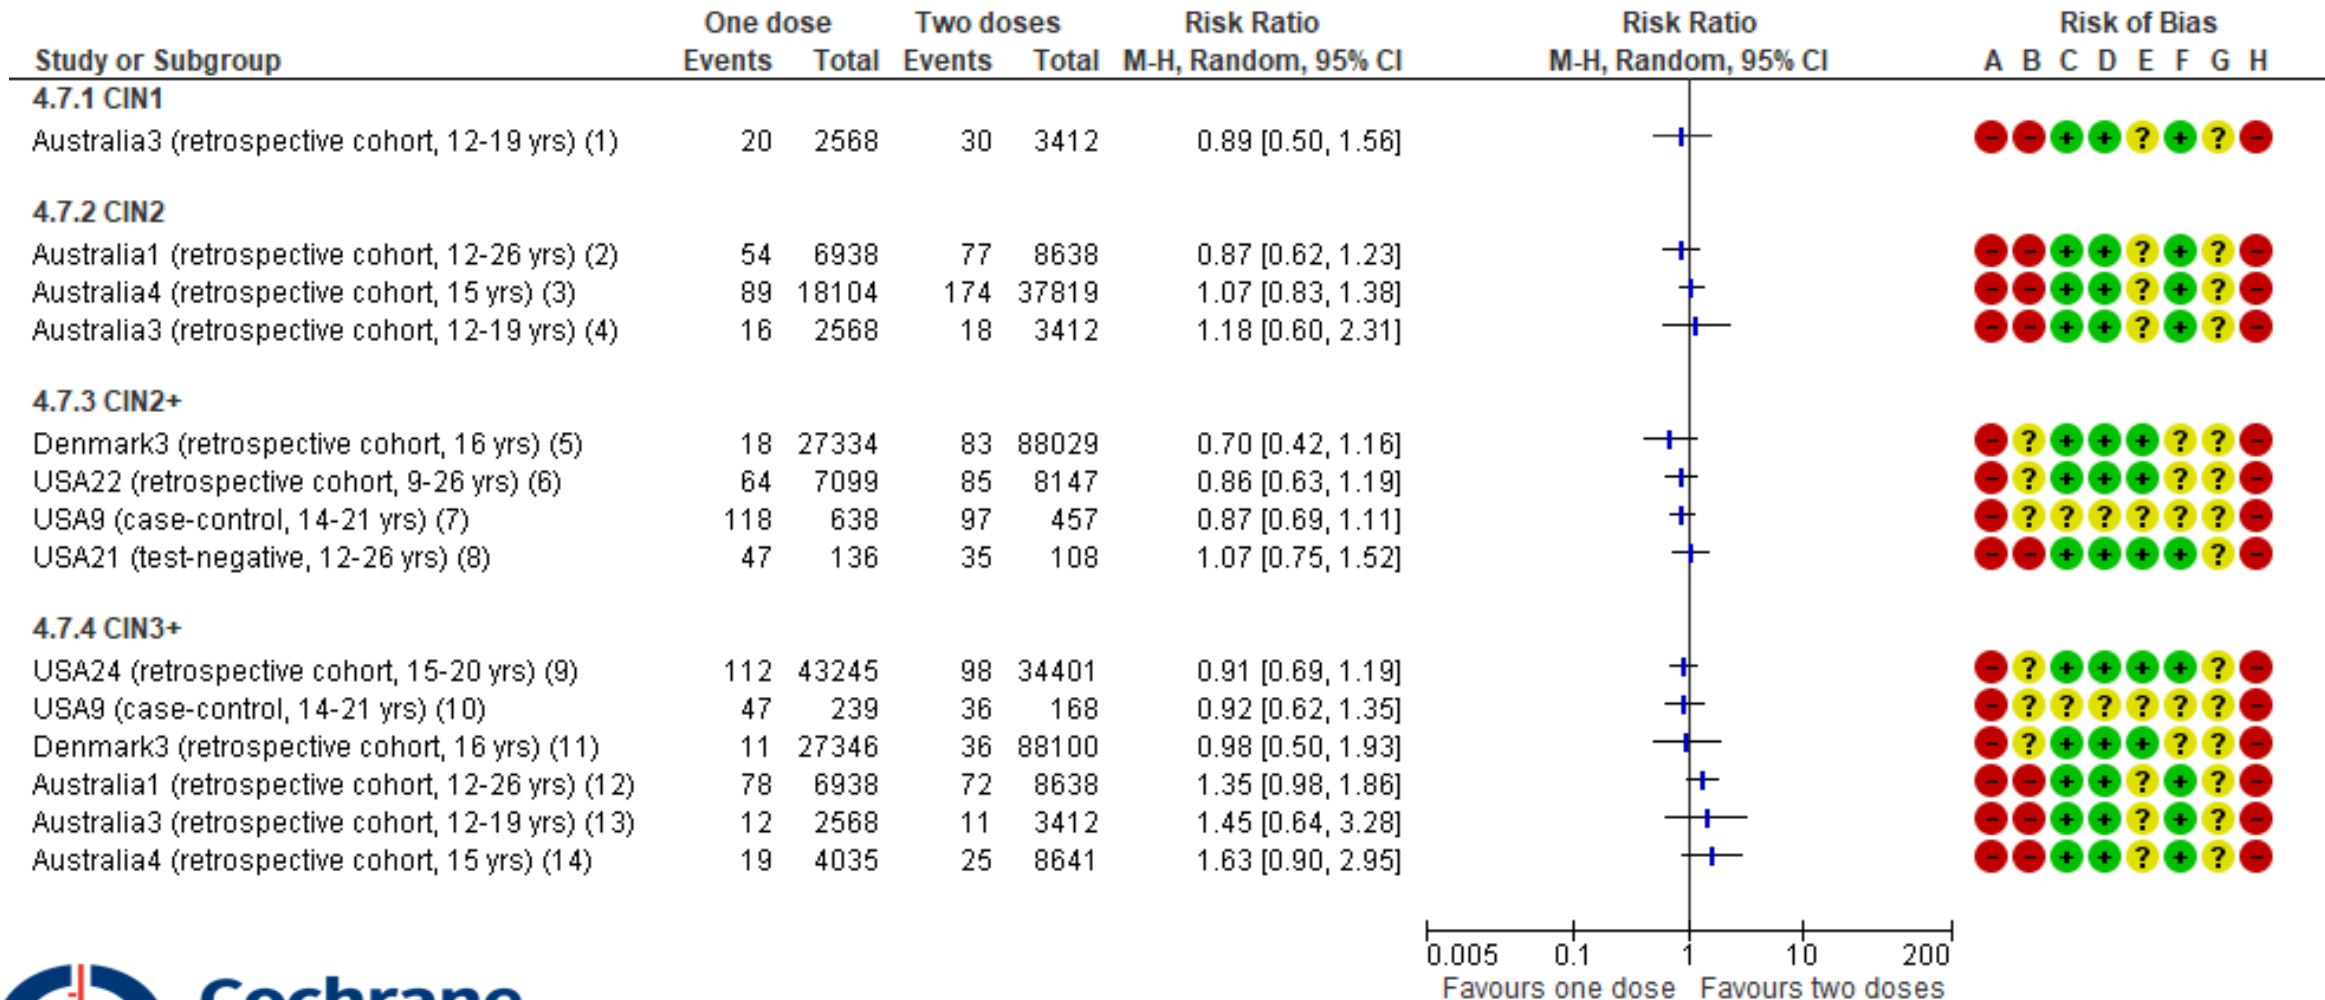 One dose Two doses Risk Ratio Risk Ratio Risk of Bias
Study or Subgroup Events Total Events Total M-H, Random, 95% CI M-H, Random, 95% CI A B C D E F G H
4.7.1 CIN1
Australia3 (retrospective cohort, 12-19 yrs) (1) 20 2568 30 3412 0.89 [0.50, 1.56] - - + + ? + ? -
4.7.2 CIN2
Australia1 (retrospective cohort, 12-26 yrs) (2) 54 6938 77 8638 0.87 [0.62, 1.23] - - + + ? + ? -
Australia4 (retrospective cohort, 15 yrs) (3) 89 18104 174 37819 1.07 [0.83, 1.38] - - + + ? + ? -
Australia3 (retrospective cohort, 12-19 yrs) (4) 16 2568 18 3412 1.18 [0.60, 2.31] - - + + ? + ? -
4.7.3 CIN2+
Denmark3 (retrospective cohort, 16 yrs) (5) 18 27334 83 88029 0.70 [0.42, 1.16] - ? + + + ? ? -
USA22 (retrospective cohort, 9-26 yrs) (6) 64 7099 85 8147 0.86 [0.63, 1.19] - ? + + + ? ? -
USA9 (case-control, 14-21 yrs) (7) 118 638 97 457 0.87 [0.69, 1.11] - ? ? ? ? ? ? -
USA21 (test-negative, 12-26 yrs) (8) 47 136 35 108 1.07 [0.75, 1.52] - - + + + + ? -
4.7.4 CIN3+
USA24 (retrospective cohort, 15-20 yrs) (9) 112 43245 98 34401 0.91 [0.69, 1.19] - ? + + + + ? -
USA9 (case-control, 14-21 yrs) (10) 47 239 36 168 0.92 [0.62, 1.35] - ? ? ? ? ? ? -
Denmark3 (retrospective cohort, 16 yrs) (11) 11 27346 36 88100 0.98 [0.50, 1.93] - ? + + + ? ? -
Australia1 (retrospective cohort, 12-26 yrs) (12) 78 6938 72 8638 1.35 [0.98, 1.86] - - + + ? + ? -
Australia3 (retrospective cohort, 12-19 yrs) (13) 12 2568 11 3412 1.45 [0.64, 3.28] - - + + ? + ? -
Australia4 (retrospective cohort, 15 yrs) (14) 19 4035 25 8641 1.63 [0.90, 2.95] - - + + ? + ? -
0.005 0.1 1 10 200
Favours one dose Favours two doses
Cochrane